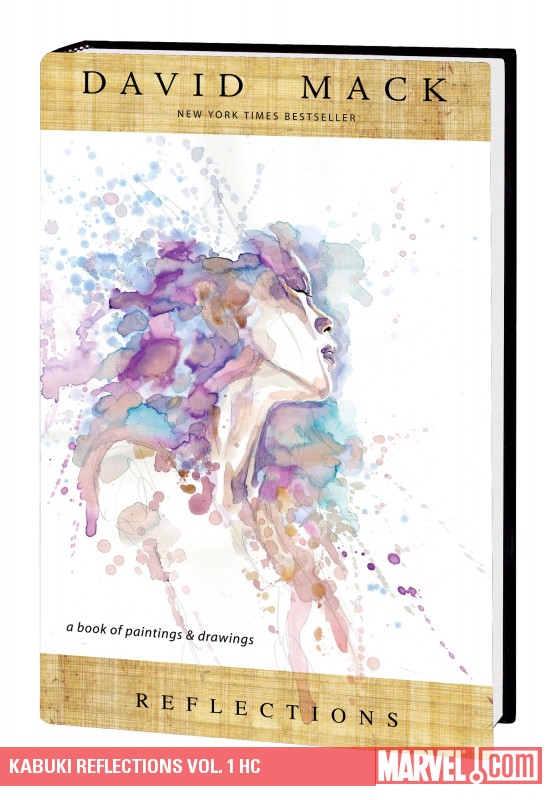 DAVID MACK
NEW YORK TIMES BESTSELLER
a book of paintings & drawings
REFLECTIONS
KABUKI REFLECTIONS VOL. 1 HC
MARVEL.COM